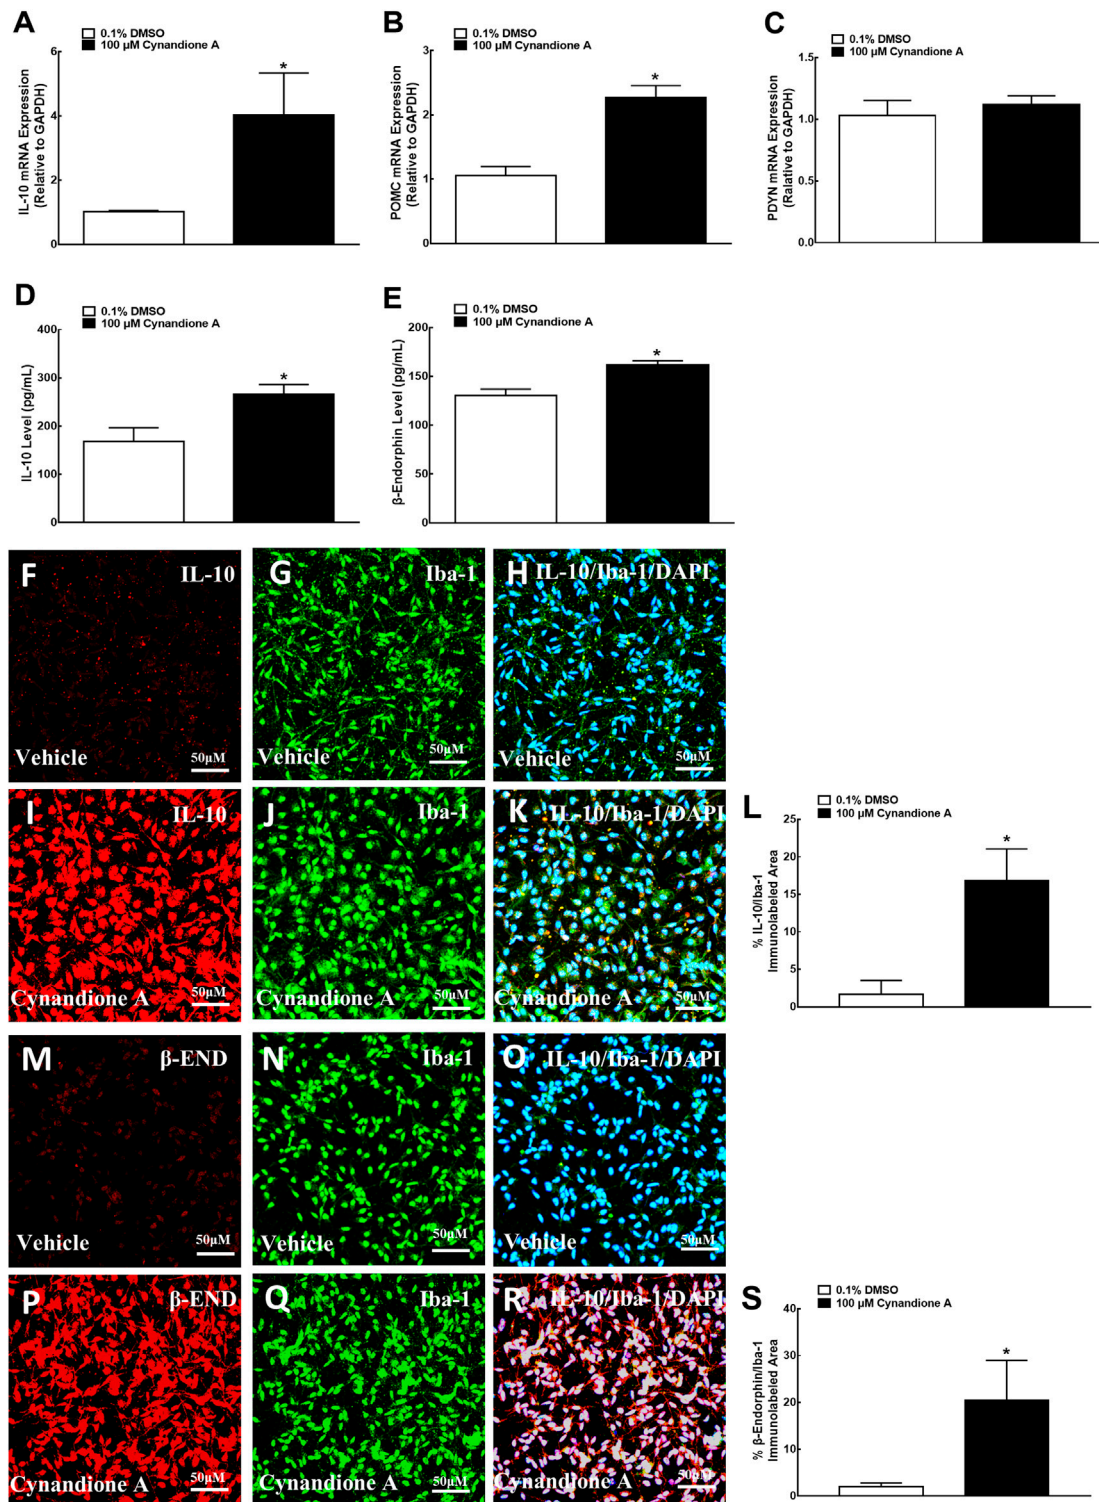 A
0.1% DMSO
100 µM Cynandione A
IL-10 mRNA Expression
(Relative to GAPDH)
6
4
2
0
*
B
0.1% DMSO
100 µM Cynandione A
POMC mRNA Expression
(Relative to GAPDH)
3
2
1
0
*
C
0.1% DMSO
100 µM Cynandione A
PDYN mRNA Expression
(Ralative to GAPDH)
1.5
1.0
0.5
0.0
D
0.1% DMSO
100 µM Cynandione A
IL-10 Level (pg/mL)
400
300
200
100
0
*
E
0.1% DMSO
100 µM Cynandione A
β-Endorphin Level (pg/mL)
200
150
100
50
0
*
F IL-10
Vehicle 50µM
G Iba-1
Vehicle 50µM
H IL-10/Iba-1/DAPI
Vehicle 50µM
I IL-10
Cynandione A 50µM
J Iba-1
Cynandione A 50µM
K IL-10/Iba-1/DAPI
Cynandione A 50µM
L
0.1% DMSO
100 µM Cynandione A
% IL-10/Iba-1
Immunolabeled Area
25
20
15
10
5
0
*
M β-END
Vehicle 50µM
N Iba-1
Vehicle 50µM
O IL-10/Iba-1/DAPI
Vehicle 50µM
P β-END
Cynandione A 50µM
Q Iba-1
Cynandione A 50µM
R IL-10/Iba-1/DAPI
Cynandione A 50µM
S
0.1% DMSO
100 µM Cynandione A
% β-Endorphin/Iba-1
Immunolabeled Area
40
30
20
10
0
*